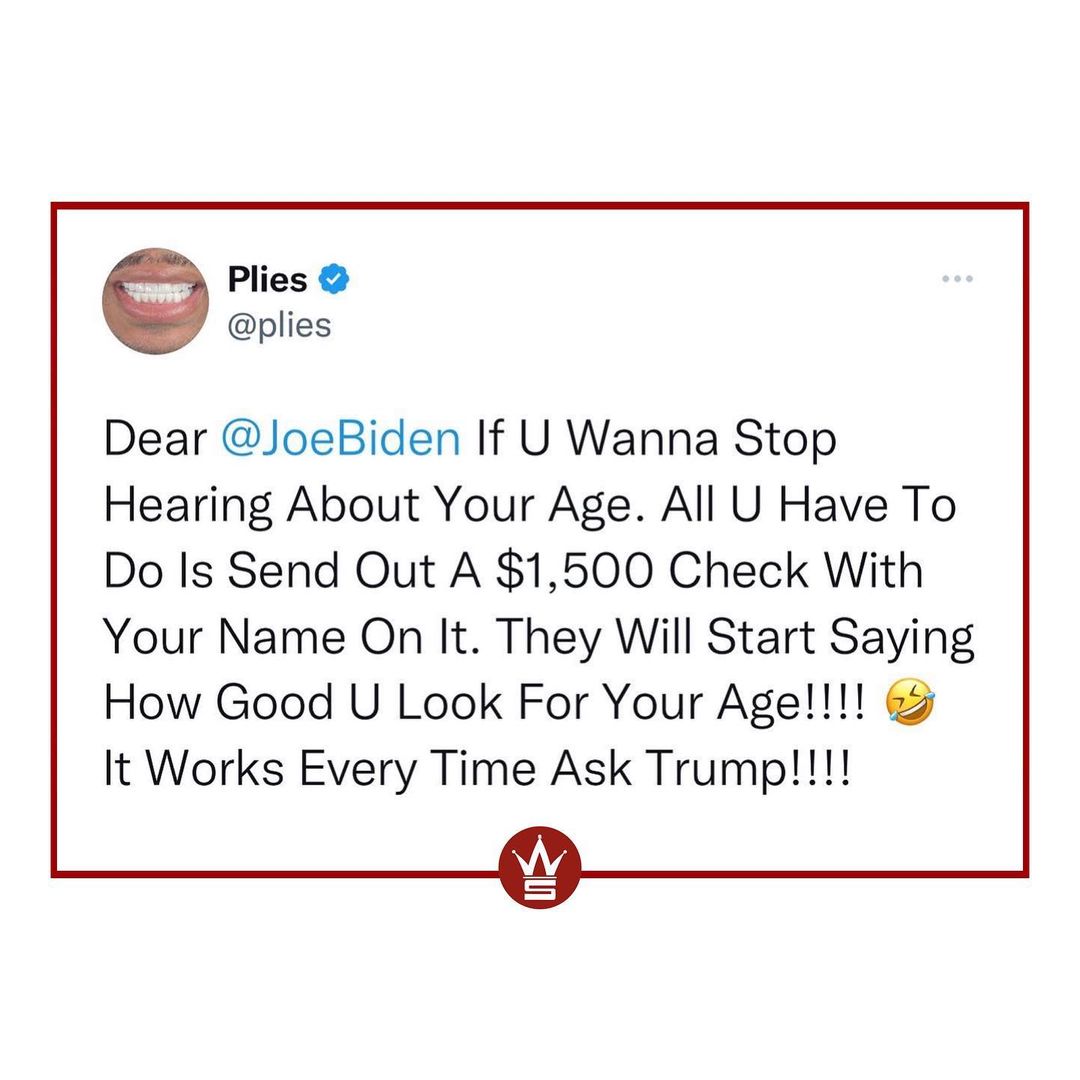 Plies
@plies
Dear @JoeBiden If U Wanna Stop
Hearing About Your Age. All U Have To
Do Is Send Out A $1,500 Check With
Your Name On It. They Will Start Saying
How Good U Look For Your Age!!!! 🤣
It Works Every Time Ask Trump!!!!
WS